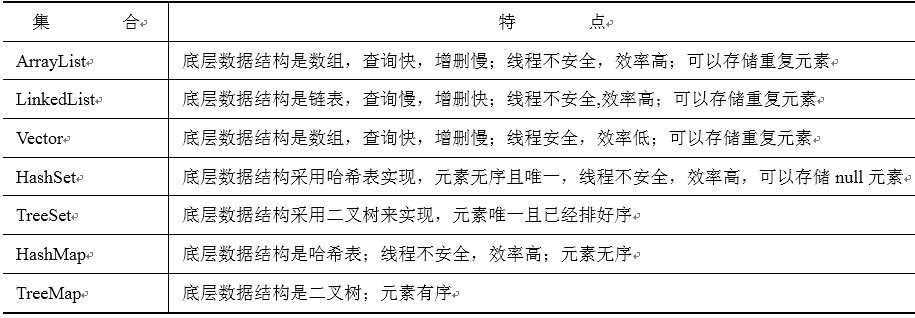 集 合 特 点
ArrayList 底层数据结构是数组，查询快，增删慢；线程不安全，效率高；可以存储重复元素
LinkedList 底层数据结构是链表，查询慢，增删快；线程不安全,效率高；可以存储重复元素
Vector 底层数据结构是数组，查询快，增删慢；线程安全，效率低；可以存储重复元素
HashSet 底层数据结构采用哈希表实现，元素无序且唯一，线程不安全，效率高，可以存储 null 元素
TreeSet 底层数据结构采用二叉树来实现，元素唯一且已经排好序
HashMap 底层数据结构是哈希表；线程不安全，效率高；元素无序
TreeMap 底层数据结构是二叉树；元素有序